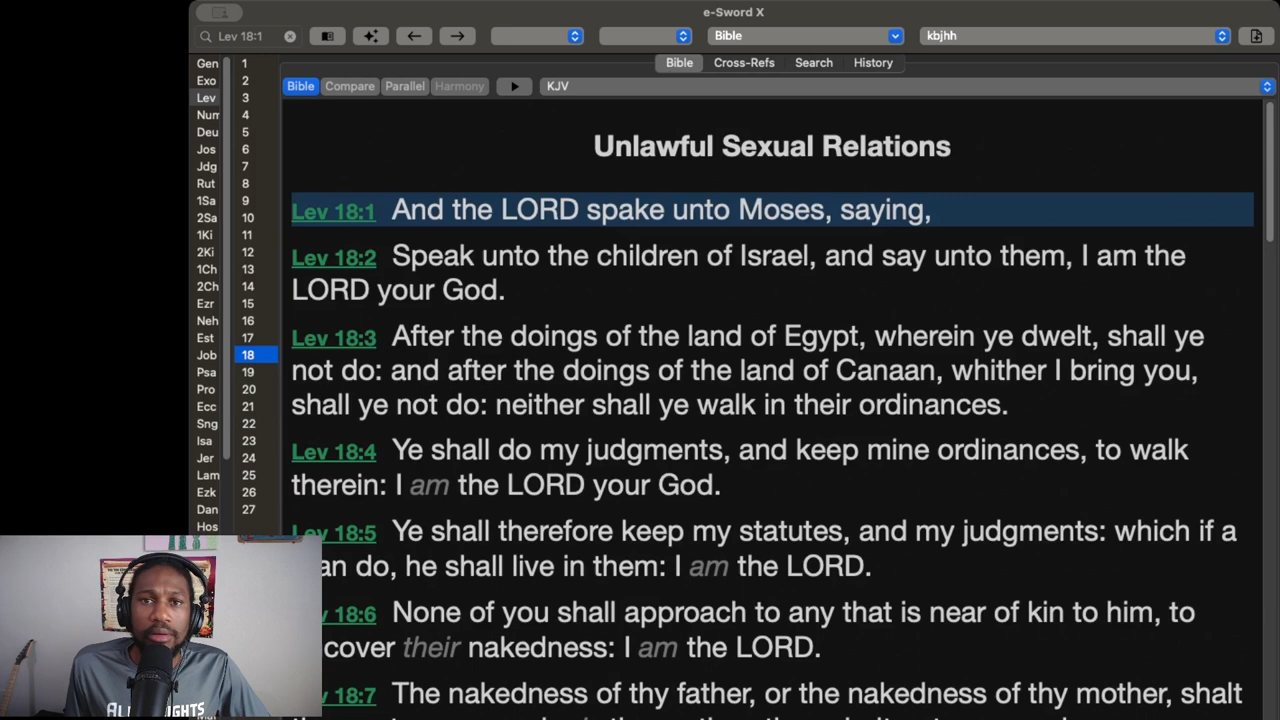 e-Sword X
Lev 18:1
Bible
kbjhh
Bible Cross-Refs Search History
Bible Compare Parallel Harmony KJV
Gen 1
Exo 2
Lev 3
Num 4
Deu 5
Jos 6
Jdg 7
Rut 8
1Sa 9
2Sa 10
1Ki 11
2Ki 12
1Ch 13
2Ch 14
Ezr 15
Neh 16
Est 17
Job 18
Psa 19
Pro 20
Ecc 21
Sng 22
Isa 23
Jer 24
Lam 25
Ezk 26
Dan 27
Hos
Unlawful Sexual Relations
Lev 18:1 And the LORD spake unto Moses, saying,
Lev 18:2 Speak unto the children of Israel, and say unto them, I am the
LORD your God.
Lev 18:3 After the doings of the land of Egypt, wherein ye dwelt, shall ye
not do: and after the doings of the land of Canaan, whither I bring you,
shall ye not do: neither shall ye walk in their ordinances.
Lev 18:4 Ye shall do my judgments, and keep mine ordinances, to walk
therein: I am the LORD your God.
Lev 18:5 Ye shall therefore keep my statutes, and my judgments: which if a
an do, he shall live in them: I am the LORD.
v 18:6 None of you shall approach to any that is near of kin to him, to
cover their nakedness: I am the LORD.
v 18:7 The nakedness of thy father, or the nakedness of thy mother, shalt